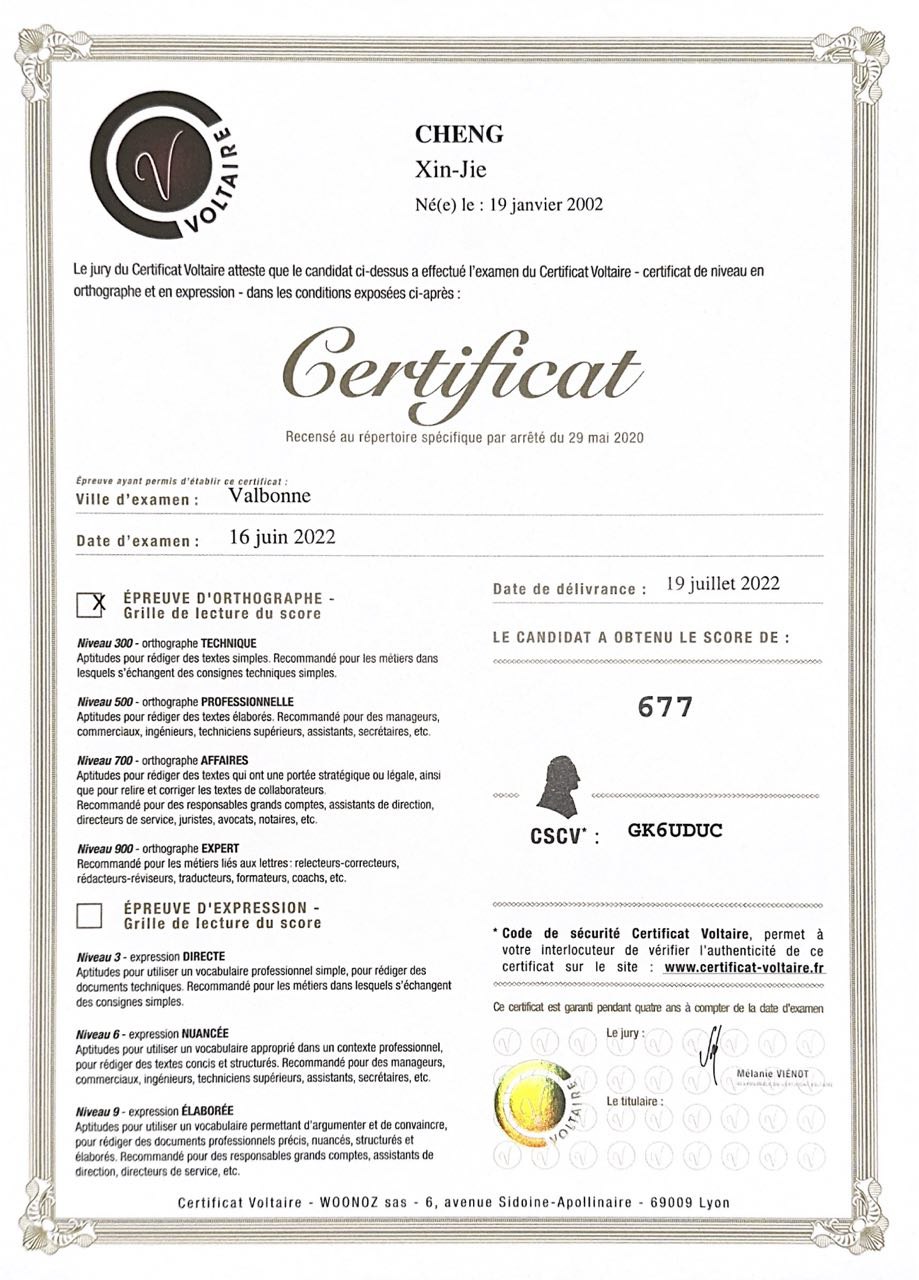 VOLTAIRE
CHENG
Xin-Jie
Né(e) le : 19 janvier 2002
Le jury du Certificat Voltaire atteste que le candidat ci-dessus a effectué l'examen du Certificat Voltaire - certificat de niveau en
orthographe et en expression - dans les conditions exposées ci-après :
Certificat
Recensé au répertoire spécifique par arrêté du 29 mai 2020
Épreuve ayant permis d'établir ce certificat :
Ville d'examen : Valbonne
Date d'examen : 16 juin 2022
X ÉPREUVE D'ORTHOGRAPHE -
Grille de lecture du score
Niveau 300 - orthographe TECHNIQUE
Aptitudes pour rédiger des textes simples. Recommandé pour les métiers dans
lesquels s'échangent des consignes techniques simples.
Niveau 500 - orthographe PROFESSIONNELLE
Aptitudes pour rédiger des textes élaborés. Recommandé pour des manageurs,
commerciaux, ingénieurs, techniciens supérieurs, assistants, secrétaires, etc.
Niveau 700 - orthographe AFFAIRES
Aptitudes pour rédiger des textes qui ont une portée stratégique ou légale, ainsi
que pour relire et corriger les textes de collaborateurs.
Recommandé pour des responsables grands comptes, assistants de direction,
directeurs de service, juristes, avocats, notaires, etc.
Niveau 900 - orthographe EXPERT
Recommandé pour les métiers liés aux lettres : relecteurs-correcteurs,
rédacteurs-réviseurs, traducteurs, formateurs, coachs, etc.
ÉPREUVE D'EXPRESSION -
Grille de lecture du score
Niveau 3 - expression DIRECTE
Aptitudes pour utiliser un vocabulaire professionnel simple, pour rédiger des
documents techniques. Recommandé pour les métiers dans lesquels s'échangent
des consignes simples.
Niveau 6 - expression NUANCÉE
Aptitudes pour utiliser un vocabulaire approprié dans un contexte professionnel,
pour rédiger des textes concis et structurés. Recommandé pour des manageurs,
commerciaux, ingénieurs, techniciens supérieurs, assistants, secrétaires, etc.
Niveau 9 - expression ÉLABORÉE
Aptitudes pour utiliser un vocabulaire permettant d'argumenter et de convaincre,
pour rédiger des documents professionnels précis, nuancés, structurés et
élaborés. Recommandé pour des responsables grands comptes, assistants de
direction, directeurs de service, etc.
Date de délivrance : 19 juillet 2022
LE CANDIDAT A OBTENU LE SCORE DE :
677
CSCV* : GK6UDUC
* Code de sécurité Certificat Voltaire, permet à
votre interlocuteur de vérifier l'authenticité de ce
certificat sur le site : www.certificat-voltaire.fr
Ce certificat est garanti pendant quatre ans à compter de la date d'examen
Le jury :
Mélanie VIÉNOT
Le titulaire :
VOLTAIRE
Certificat Voltaire - WOONOZ sas - 6, avenue Sidoine-Apollinaire - 69009 Lyon